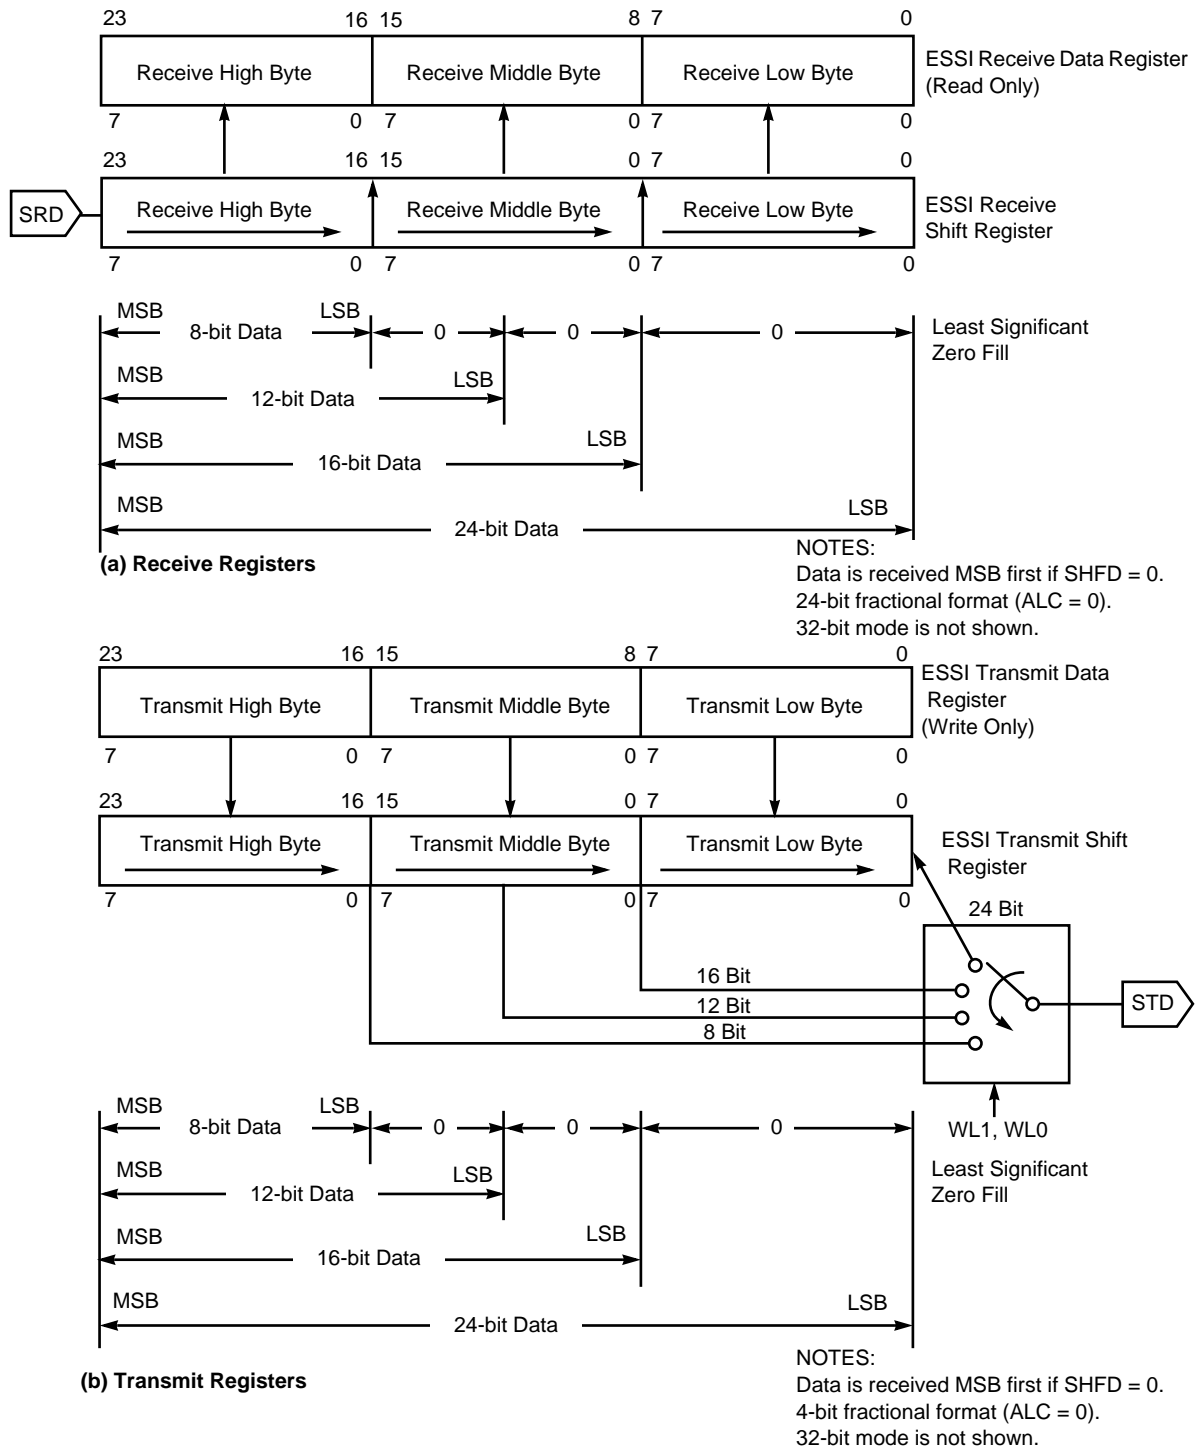 23 16 15 8 7 0
Receive High Byte Receive Middle Byte Receive Low Byte
ESSI Receive Data Register
(Read Only)
7 0 7 0 7 0
23 16 15 0 7 0
SRD
Receive High Byte Receive Middle Byte Receive Low Byte
ESSI Receive
Shift Register
7 0 7 0 7 0
MSB LSB
8-bit Data 0 0 0
Least Significant
Zero Fill
MSB LSB
12-bit Data
MSB LSB
16-bit Data
MSB LSB
24-bit Data
(a) Receive Registers
NOTES:
Data is received MSB first if SHFD = 0.
24-bit fractional format (ALC = 0).
32-bit mode is not shown.
23 16 15 8 7 0
Transmit High Byte Transmit Middle Byte Transmit Low Byte
ESSI Transmit Data
Register
(Write Only)
7 0 7 0 7 0
23 16 15 0 7 0
Transmit High Byte Transmit Middle Byte Transmit Low Byte
ESSI Transmit Shift
Register
7 0 7 0 7 0
24 Bit
16 Bit
12 Bit
8 Bit
STD
WL1, WL0
MSB LSB
8-bit Data 0 0 0
Least Significant
Zero Fill
MSB LSB
12-bit Data
MSB LSB
16-bit Data
MSB LSB
24-bit Data
(b) Transmit Registers
NOTES:
Data is received MSB first if SHFD = 0.
4-bit fractional format (ALC = 0).
32-bit mode is not shown.